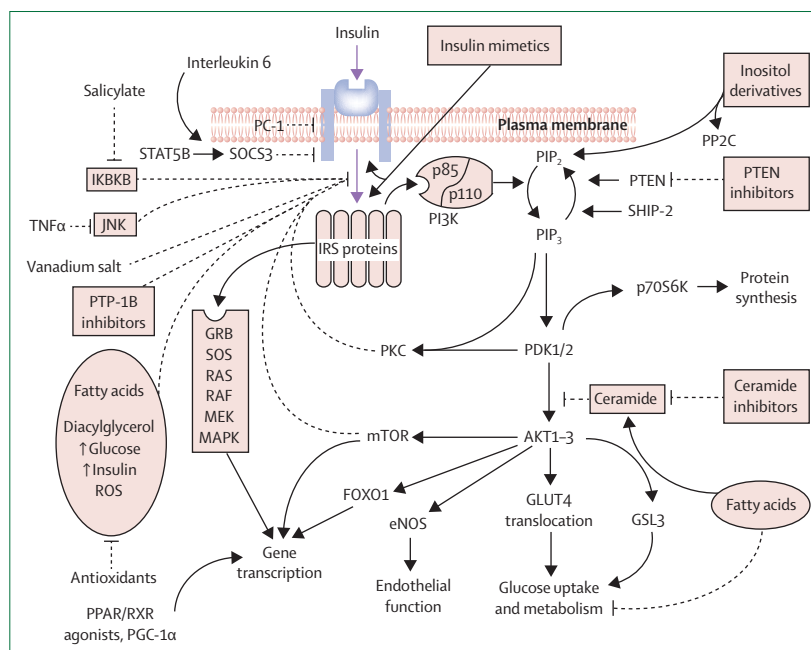 Insulin
Insulin mimetics
Inositol
derivatives
Interleukin 6
Salicylate
PC-1
Plasma membrane
PP2C
STAT5B
SOCS3
PIP2
IKBKB
p85
p110
PTEN
PTEN
inhibitors
PI3K
SHIP-2
TNFα
JNK
IRS proteins
PIP3
Vanadium salt
p70S6K
Protein
synthesis
PTP-1B
inhibitors
GRB
SOS
RAS
RAF
MEK
MAPK
PKC
PDK1/2
Fatty acids
Diacylglycerol
↑Glucose
↑Insulin
ROS
Ceramide
Ceramide
inhibitors
mTOR
AKT1–3
FOXO1
eNOS
GLUT4
translocation
GSL3
Fatty acids
Gene
transcription
Antioxidants
Endothelial
function
Glucose uptake
and metabolism
PPAR/RXR
agonists, PGC-1α